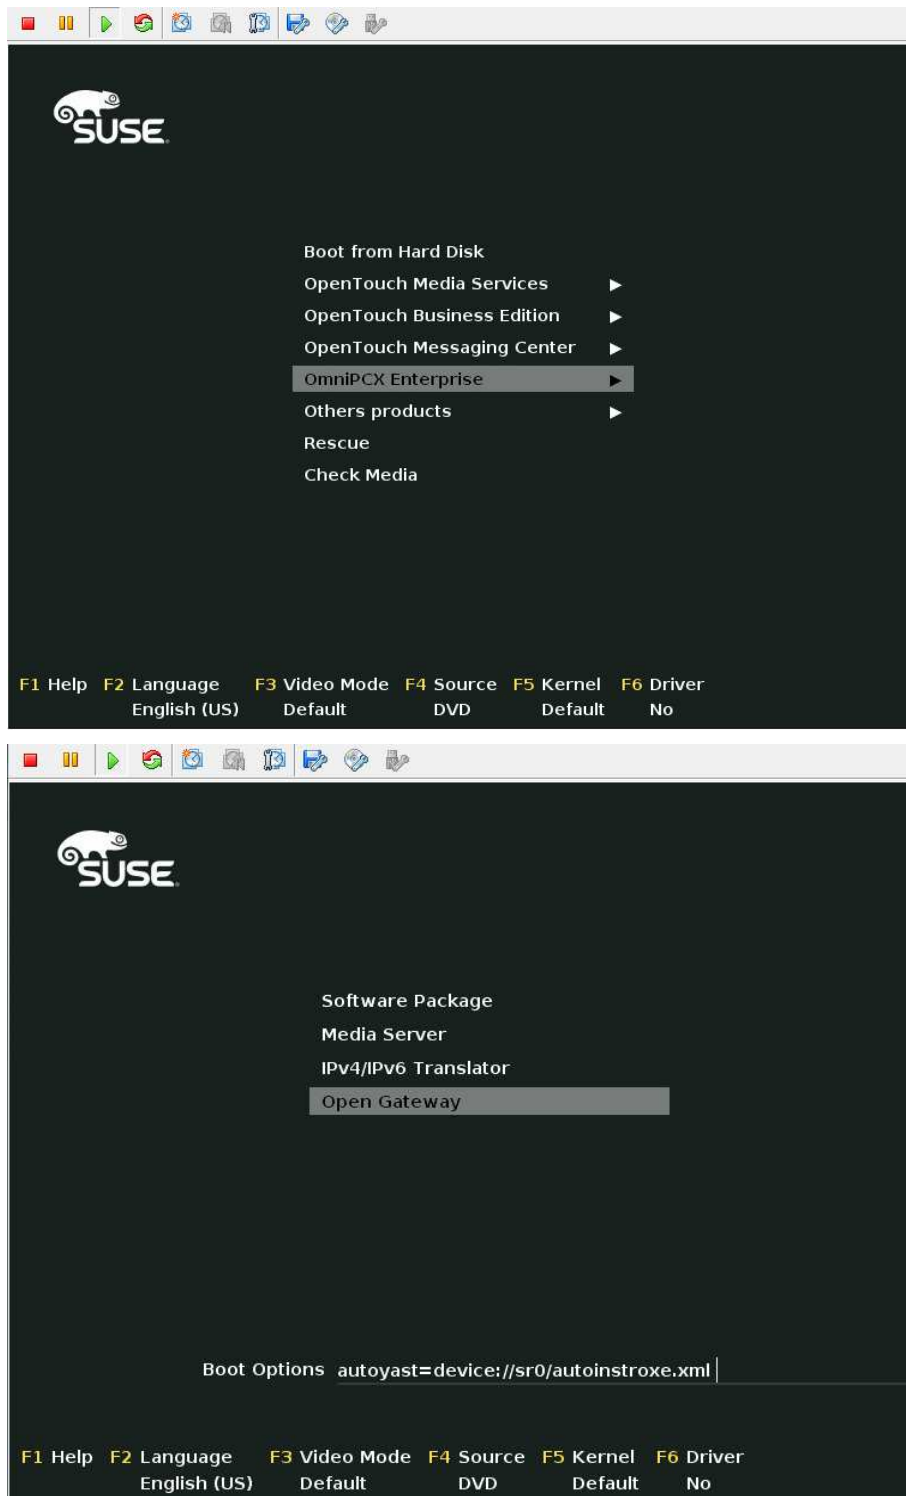 SUSE.
Boot from Hard Disk
OpenTouch Media Services
OpenTouch Business Edition
OpenTouch Messaging Center
OmniPCX Enterprise
Others products
Rescue
Check Media
F1 Help F2 Language F3 Video Mode F4 Source F5 Kernel F6 Driver
English (US) Default DVD Default No
SUSE.
Software Package
Media Server
IPv4/IPv6 Translator
Open Gateway
Boot Options autoyast=device://sr0/autoinstroxe.xml
F1 Help F2 Language F3 Video Mode F4 Source F5 Kernel F6 Driver
English (US) Default DVD Default No